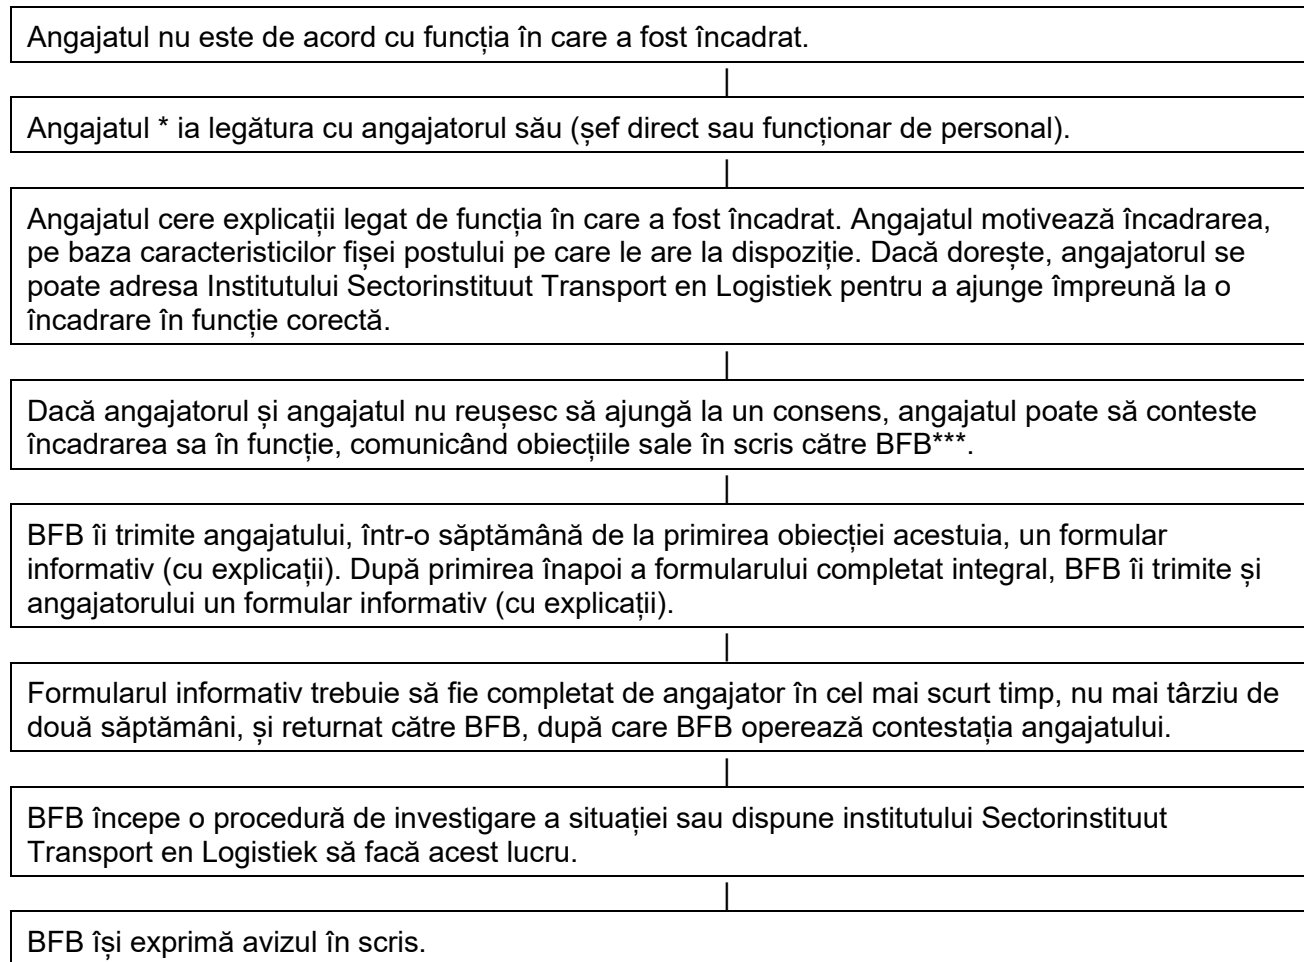 Angajatul nu este de acord cu funcția în care a fost încadrat.
Angajatul * ia legătura cu angajatorul său (șef direct sau funcționar de personal).
Angajatul cere explicații legat de funcția în care a fost încadrat. Angajatul motivează încadrarea,
pe baza caracteristicilor fișei postului pe care le are la dispoziție. Dacă dorește, angajatorul se
poate adresa Institutului Sectorinstituut Transport en Logistiek pentru a ajunge împreună la o
încadrare în funcție corectă.
Dacă angajatorul și angajatul nu reușesc să ajungă la un consens, angajatul poate să conteste
încadrarea sa în funcție, comunicând obiecțiile sale în scris către BFB***.
BFB îi trimite angajatului, într-o săptămână de la primirea obiecției acestuia, un formular
informativ (cu explicații). După primirea înapoi a formularului completat integral, BFB îi trimite și
angajatorului un formular informativ (cu explicații).
Formularul informativ trebuie să fie completat de angajator în cel mai scurt timp, nu mai târziu de
două săptămâni, și returnat către BFB, după care BFB operează contestația angajatului.
BFB începe o procedură de investigare a situației sau dispune institutului Sectorinstituut
Transport en Logistiek să facă acest lucru.
BFB își exprimă avizul în scris.